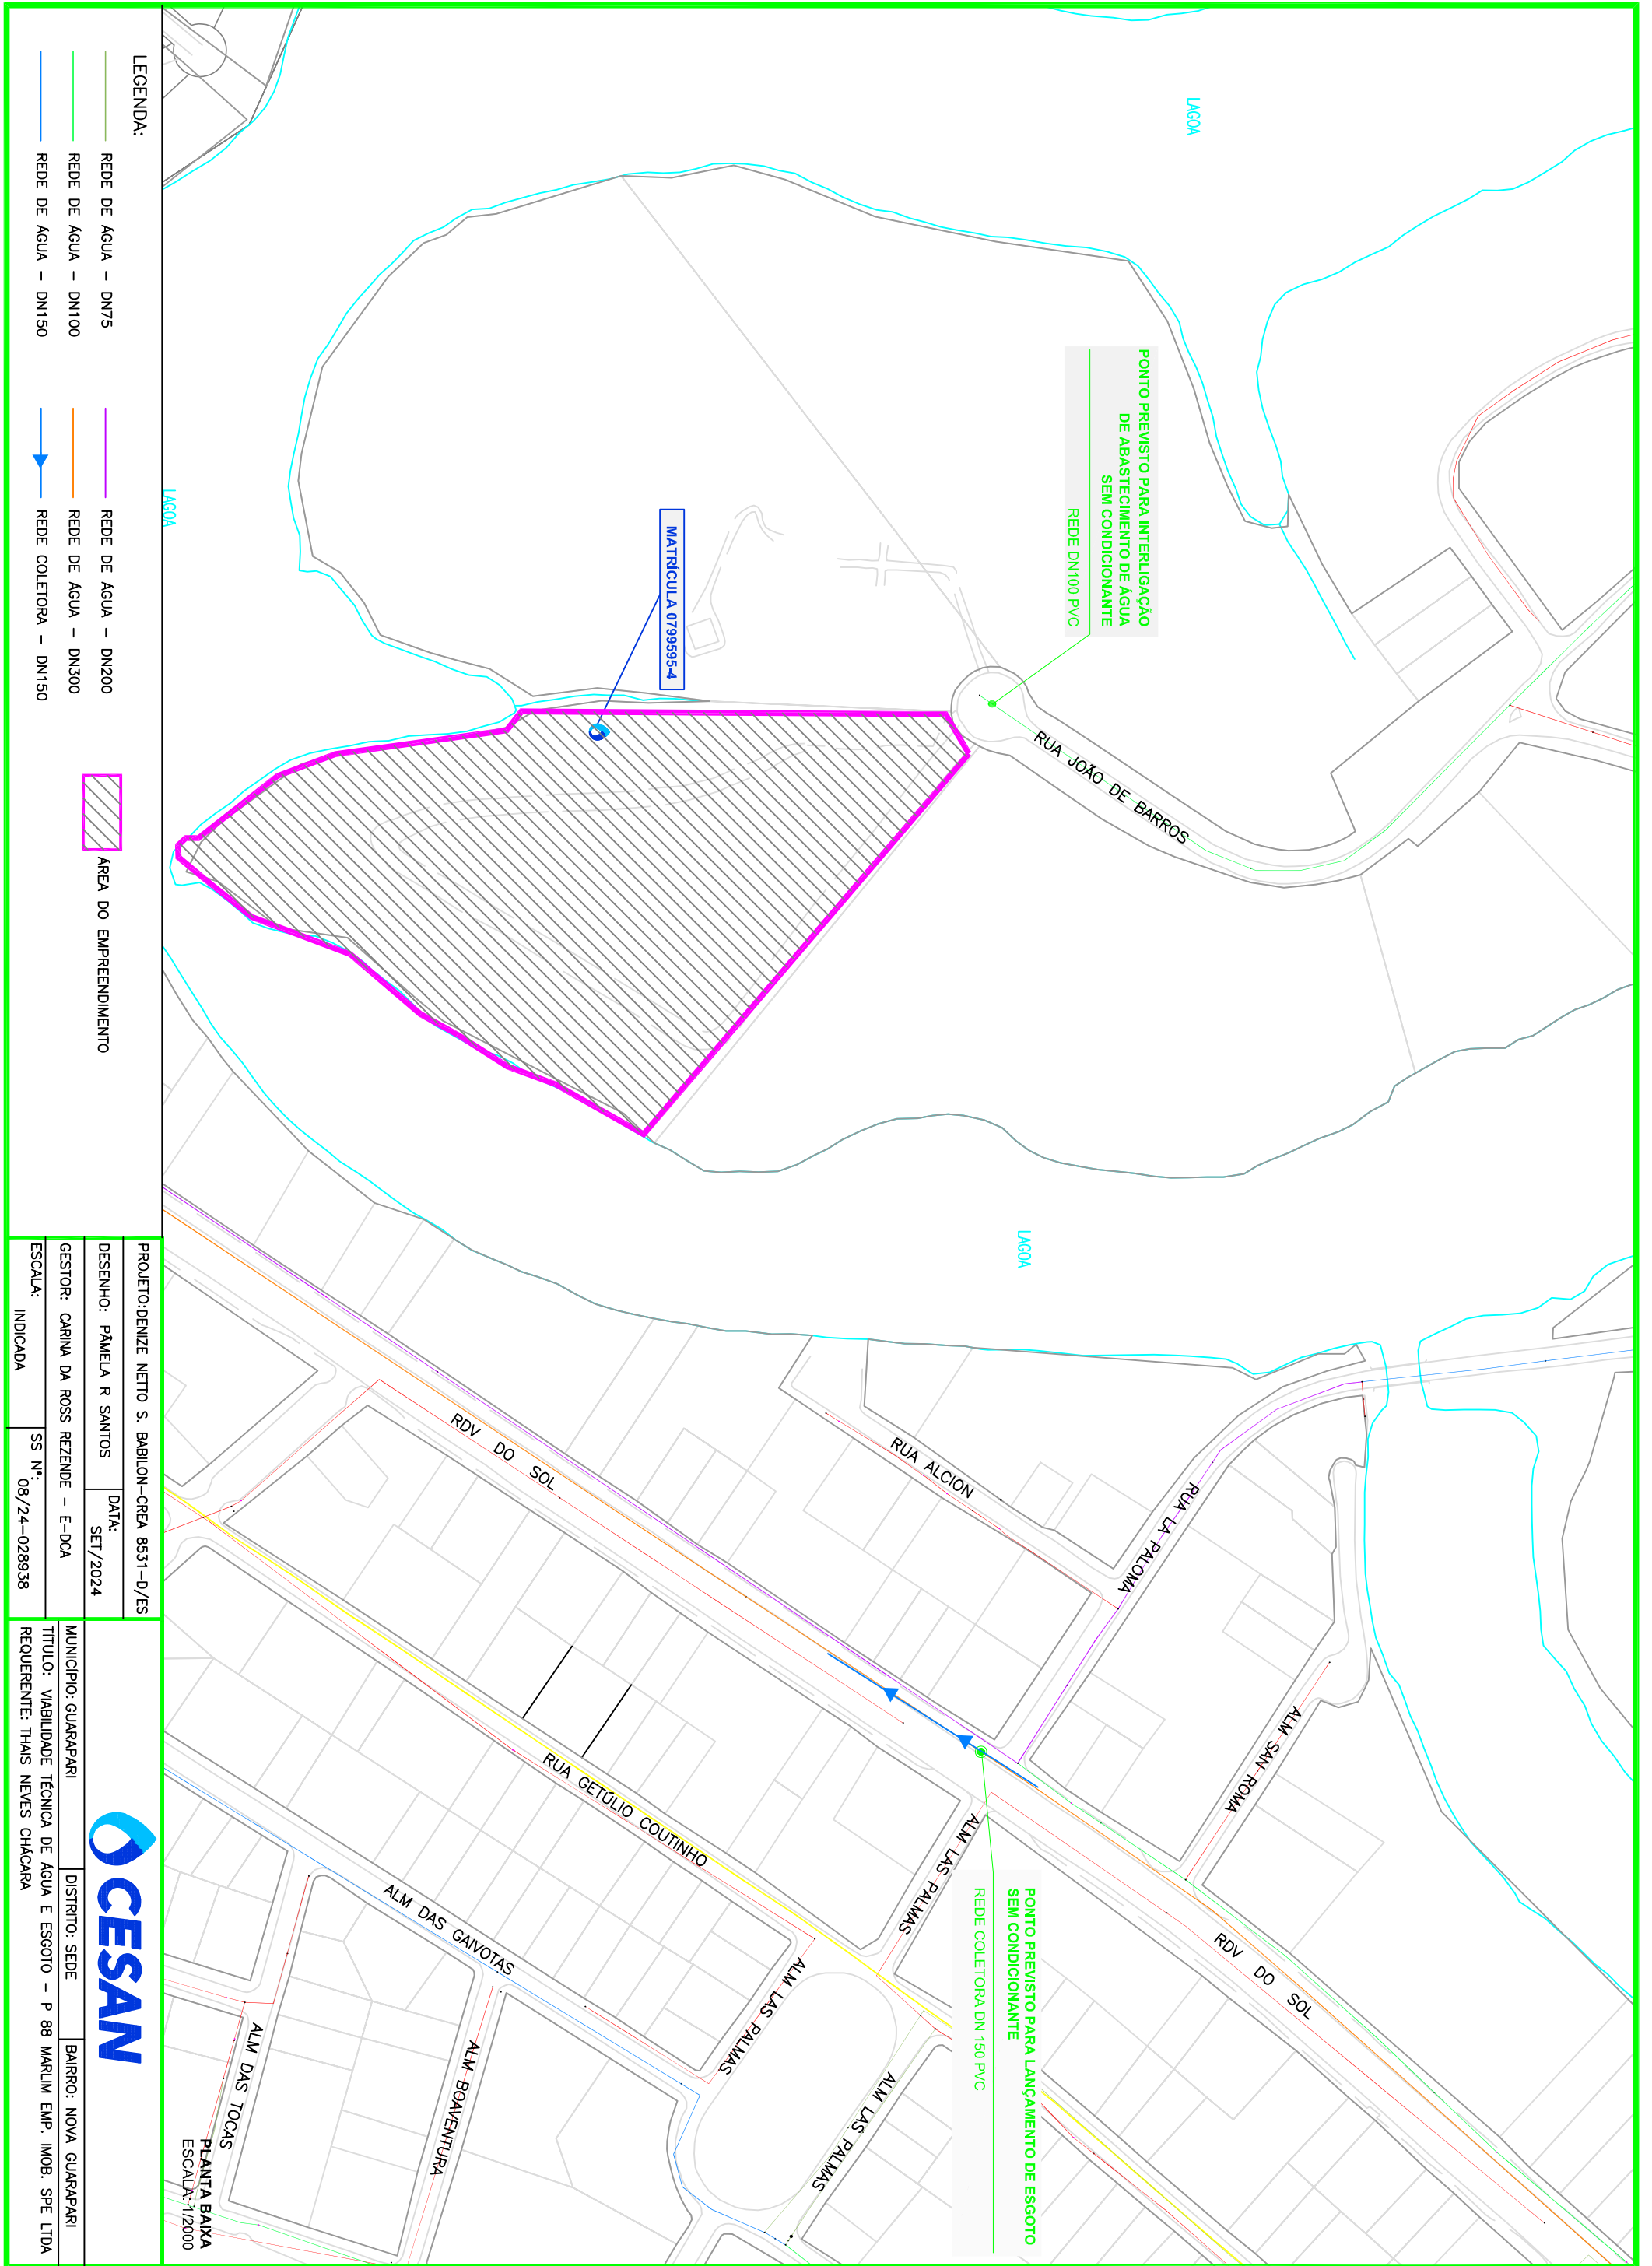 LAGOA
PONTO PREVISTO PARA INTERLIGAÇÃO
DE ABASTECIMENTO DE ÁGUA
SEM CONDICIONANTE
REDE DN100 PVC
RUA JOÃO DE BARROS
MATRÍCULA 0799595-4
LAGOA
LAGOA
RUA ALCION
RUA LA PALOMA
ALM SAN ROMA
RDV DO SOL
RDV DO SOL
RUA GETÚLIO COUTINHO
ALM LAS PALMAS
ALM LAS PALMAS
ALM LAS PALMAS
ALM DAS GAIVOTAS
ALM BOAVENTURA
ALM DAS TOCAS
PONTO PREVISTO PARA LANÇAMENTO DE ESGOTO
SEM CONDICIONANTE
REDE COLETORA DN 150 PVC
PLANTA BAIXA
ESCALA: 1/2000
LEGENDA:
REDE DE ÁGUA - DN75
REDE DE ÁGUA - DN100
REDE DE ÁGUA - DN150
REDE DE ÁGUA - DN200
REDE DE ÁGUA - DN300
REDE COLETORA - DN150
ÁREA DO EMPREENDIMENTO
PROJETO:DENIZE NETTO S. BABILON-CREA 8531-D/ES
DESENHO: PÂMELA R SANTOS
DATA: SET/2024
GESTOR: CARINA DA ROSS REZENDE - E-DCA
ESCALA: INDICADA
SS Nº: 08/24-028938
CESAN
MUNICÍPIO: GUARAPARI
DISTRITO: SEDE
BAIRRO: NOVA GUARAPARI
TÍTULO: VIABILIDADE TÉCNICA DE ÁGUA E ESGOTO - P 88 MARLIM EMP. IMOB. SPE LTDA
REQUERENTE: THAIS NEVES CHÁCARA